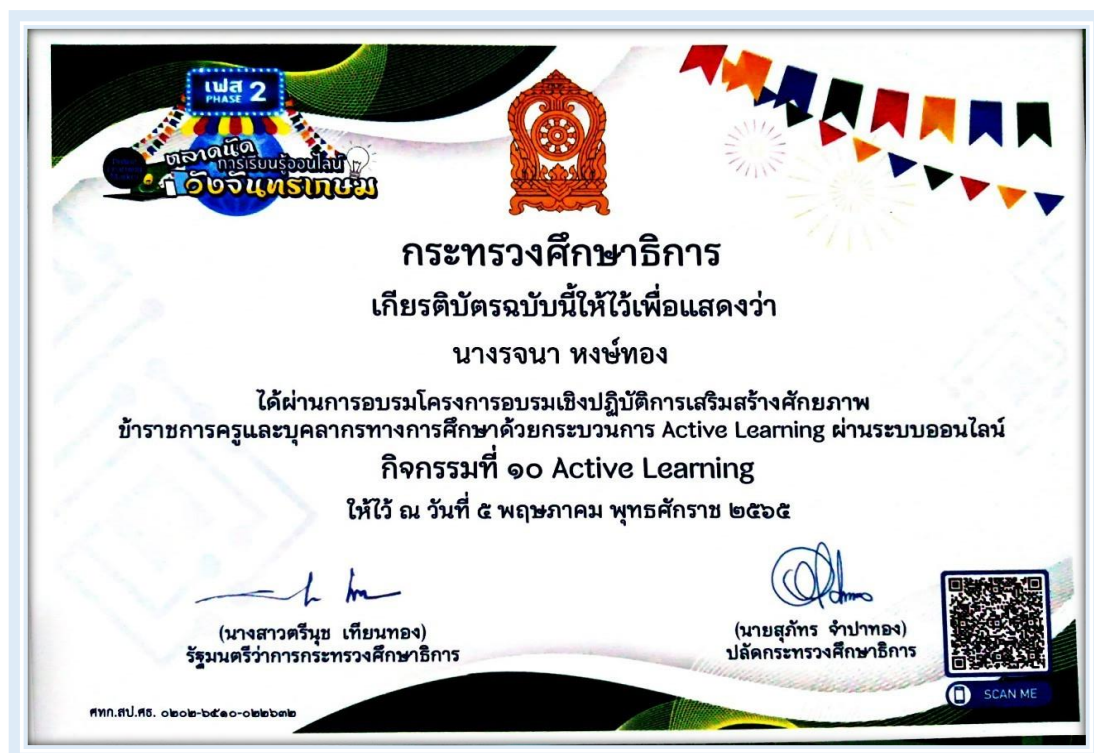 เฟส 2
PHASE
ตลาดนัด
การเรียนรู้ออนไลน์
วังจันทรเกษม
กระทรวงศึกษาธิการ
เกียรติบัตรฉบับนี้ให้ไว้เพื่อแสดงว่า
นางรจนา หงษ์ทอง
ได้ผ่านการอบรมโครงการอบรมเชิงปฏิบัติการเสริมสร้างศักยภาพ
ข้าราชการครูและบุคลากรทางการศึกษาด้วยกระบวนการ Active Learning ผ่านระบบออนไลน์
กิจกรรมที่ ๑๐ Active Learning
ให้ไว้ ณ วันที่ ๕ พฤษภาคม พุทธศักราช ๒๕๖๕
(นางสาวตรีนุช เทียนทอง)
รัฐมนตรีว่าการกระทรวงศึกษาธิการ
(นายสุภัทร จำปาทอง)
ปลัดกระทรวงศึกษาธิการ
SCAN ME
ศทก.สป.ศธ. ๐๒๐๒-๖๕๑๐-๐๒๒๖๓๒